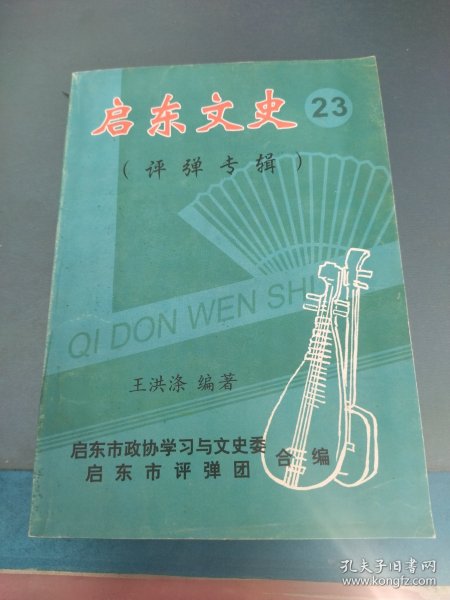 启东文史 23
（评弹专辑）
QI DON WEN SHI
王洪涤 编著
启东市政协学习与文史委
启东市评弹团
合编
孔夫子旧书网
www.kongfz.com